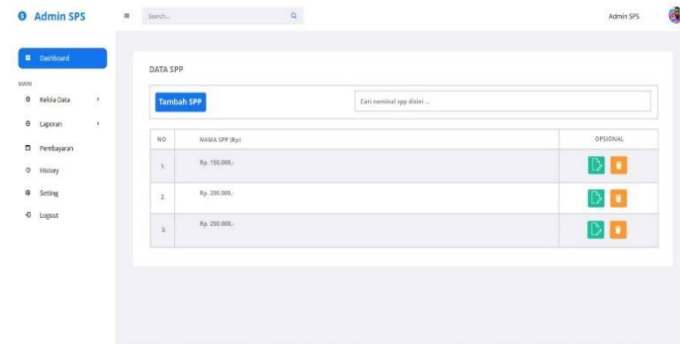 Admin SPS
Search..
Admin SPS
Dashboard
MAIN
Kelola Data
Laporan
Pembayaran
History
Setting
Logout
DATA SPP
Tambah SPP
Cari nominal spp disini ...
NO NAMA SPP (Rp) OPSIONAL
1. Rp. 150.000,-
2. Rp. 200.000,-
3. Rp. 250.000,-